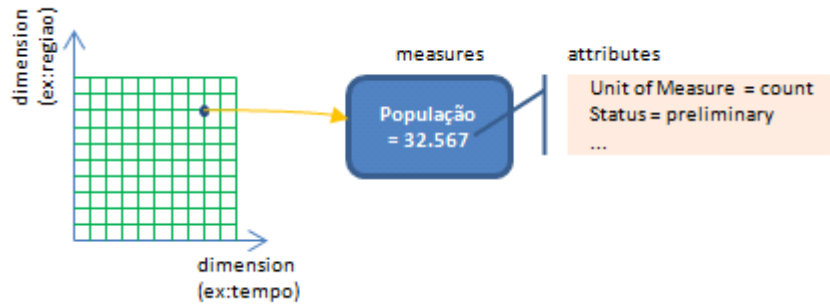 dimension
(ex:regiao)
measures
attributes
População
= 32.567
Unit of Measure = count
Status = preliminary
...
dimension
(ex:tempo)